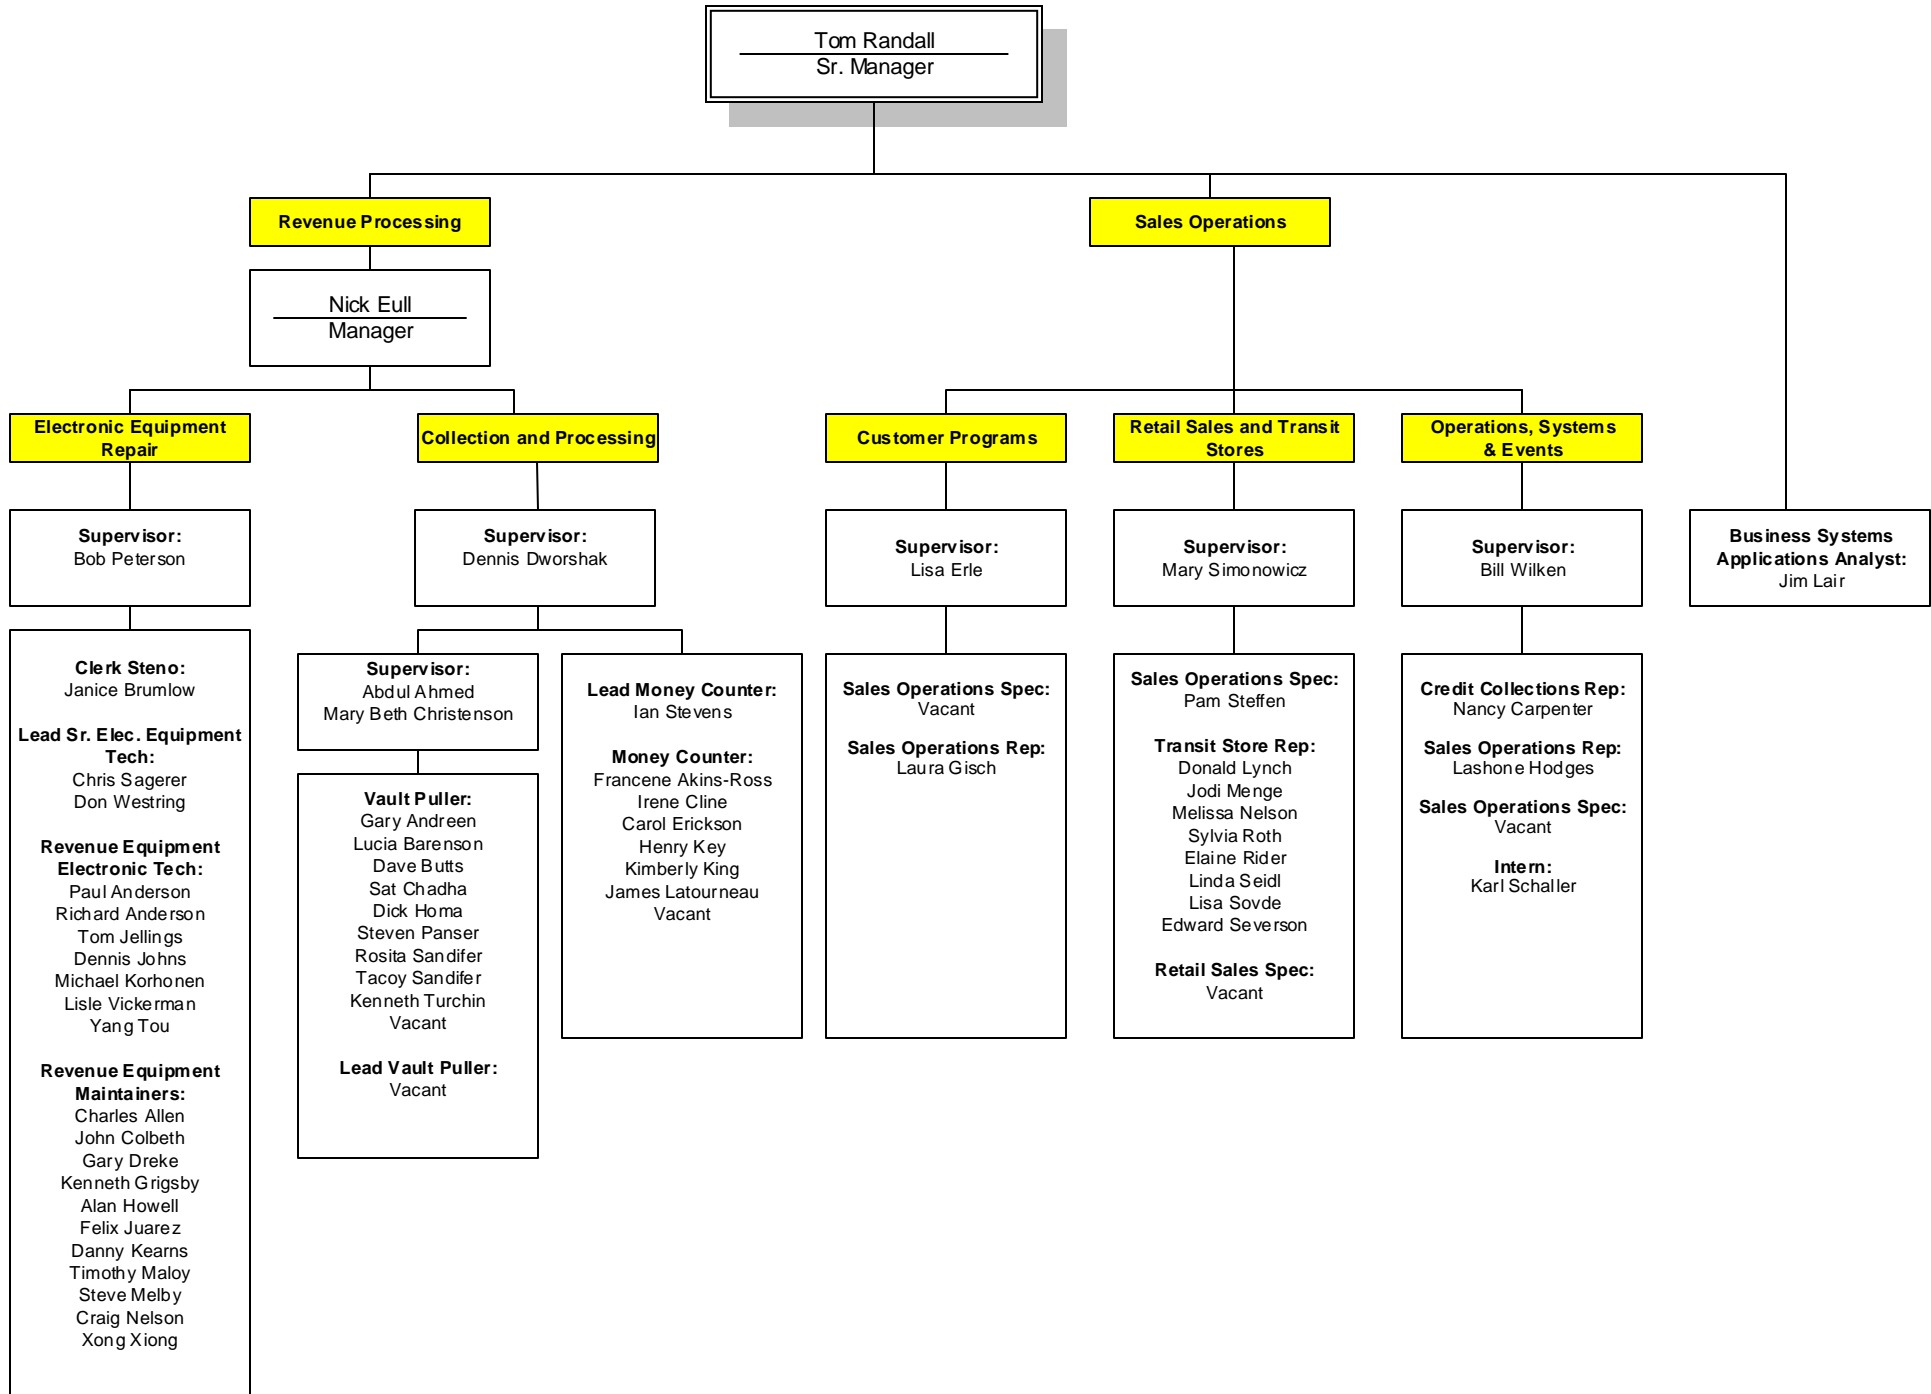 Tom Randall
Sr. Manager
Revenue Processing
Nick Eull
Manager
Electronic Equipment
Repair
Supervisor:
Bob Peterson
Clerk Steno:
Janice Brumlow
Lead Sr. Elec. Equipment
Tech:
Chris Sagerer
Don Westring
Revenue Equipment
Electronic Tech:
Paul Anderson
Richard Anderson
Tom Jellings
Dennis Johns
Michael Korhonen
Lisle Vickerman
Yang Tou
Revenue Equipment
Maintainers:
Charles Allen
John Colbeth
Gary Dreke
Kenneth Grigsby
Alan Howell
Felix Juarez
Danny Kearns
Timothy Maloy
Steve Melby
Craig Nelson
Xong Xiong
Collection and Processing
Supervisor:
Dennis Dworshak
Supervisor:
Abdul Ahmed
Mary Beth Christenson
Vault Puller:
Gary Andreen
Lucia Barenson
Dave Butts
Sat Chadha
Dick Homa
Steven Panser
Rosita Sandifer
Tacoy Sandifer
Kenneth Turchin
Vacant
Lead Vault Puller:
Vacant
Lead Money Counter:
Ian Stevens
Money Counter:
Francene Akins-Ross
Irene Cline
Carol Erickson
Henry Key
Kimberly King
James Latourneau
Vacant
Sales Operations
Customer Programs
Supervisor:
Lisa Erle
Sales Operations Spec:
Vacant
Sales Operations Rep:
Laura Gisch
Retail Sales and Transit
Stores
Supervisor:
Mary Simonowicz
Sales Operations Spec:
Pam Steffen
Transit Store Rep:
Donald Lynch
Jodi Menge
Melissa Nelson
Sylvia Roth
Elaine Rider
Linda Seidl
Lisa Sovde
Edward Severson
Retail Sales Spec:
Vacant
Operations, Systems
& Events
Supervisor:
Bill Wilken
Credit Collections Rep:
Nancy Carpenter
Sales Operations Rep:
Lashone Hodges
Sales Operations Spec:
Vacant
Intern:
Karl Schaller
Business Systems
Applications Analyst:
Jim Lair